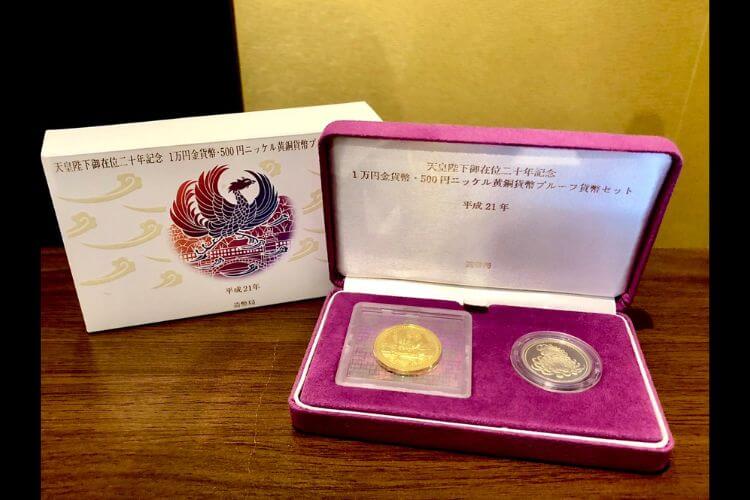 天皇陛下御在位二十年記念 1万円金貨幣・500円ニッケル黄銅貨幣プ
平成21年
造幣局
天皇陛下御在位二十年記念
1万円金貨幣・500円ニッケル黄銅貨幣プルーフ貨幣セット
平成21年
造幣局